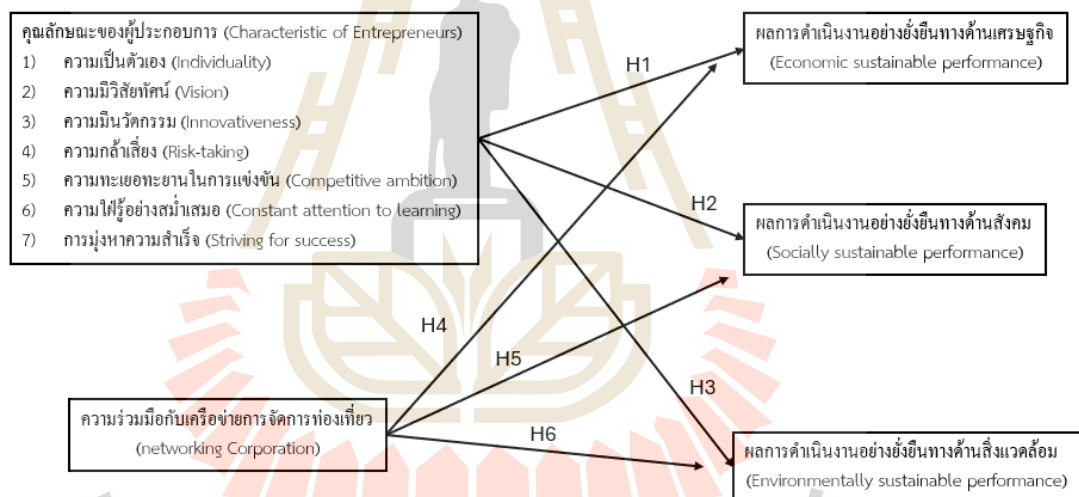 คุณลักษณะของผู้ประกอบการ (Characteristic of Entrepreneurs)
1) ความเป็นตัวเอง (Individuality)
2) ความมีวิสัยทัศน์ (Vision)
3) ความมีนวัตกรรม (Innovativeness)
4) ความกล้าเสี่ยง (Risk-taking)
5) ความทะเยอทะยานในการแข่งขัน (Competitive ambition)
6) ความใฝ่รู้อย่างสม่ำเสมอ (Constant attention to learning)
7) การมุ่งหาความสำเร็จ (Striving for success)
ผลการดำเนินงานอย่างยั่งยืนทางด้านเศรษฐกิจ
(Economic sustainable performance)
H1
H2
ผลการดำเนินงานอย่างยั่งยืนทางด้านสังคม
(Socially sustainable performance)
H4
H5
H3
ความร่วมมือกับเครือข่ายการจัดการท่องเที่ยว
(networking Corporation)
H6
ผลการดำเนินงานอย่างยั่งยืนทางด้านสิ่งแวดล้อม
(Environmentally sustainable performance)